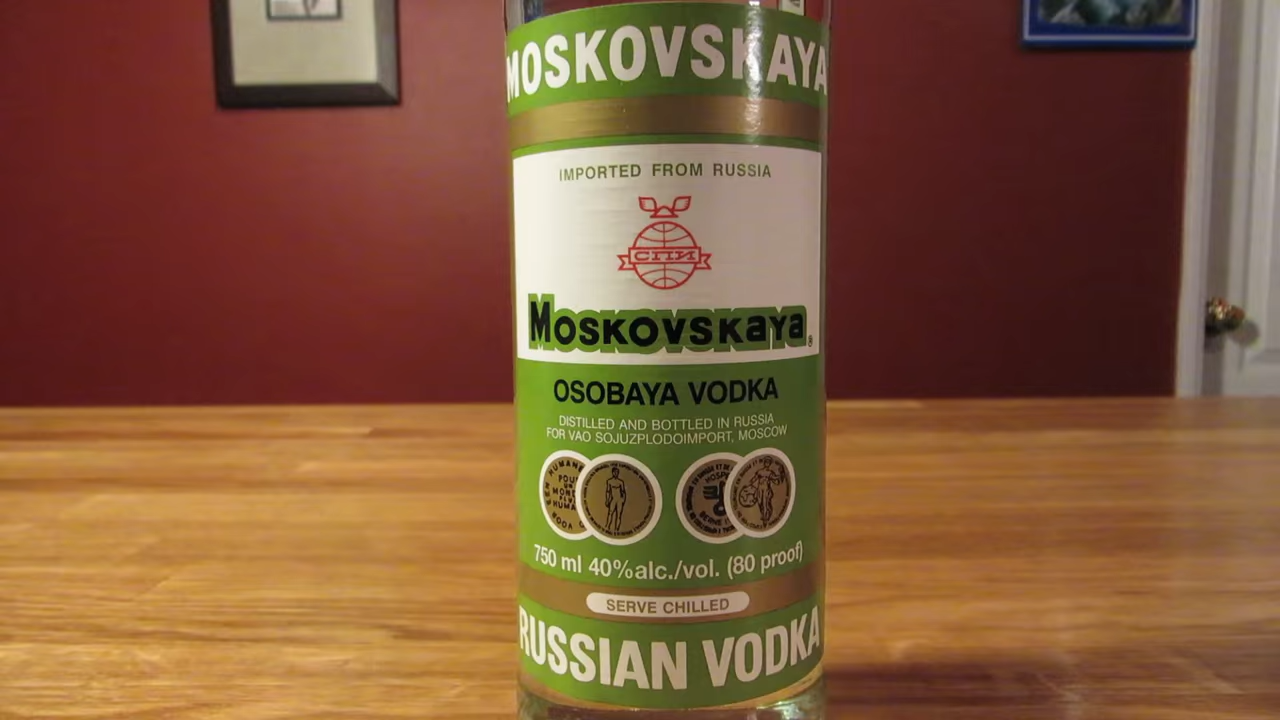 MOSKOVSKAYA
IMPORTED FROM RUSSIA
СПИ
Moskovskaya®
OSOBAYA VODKA
DISTILLED AND BOTTLED IN RUSSIA
FOR VAO SOJUZPLODOIMPORT, MOSCOW
750 ml 40%alc./vol. (80 proof)
SERVE CHILLED
RUSSIAN VODKA